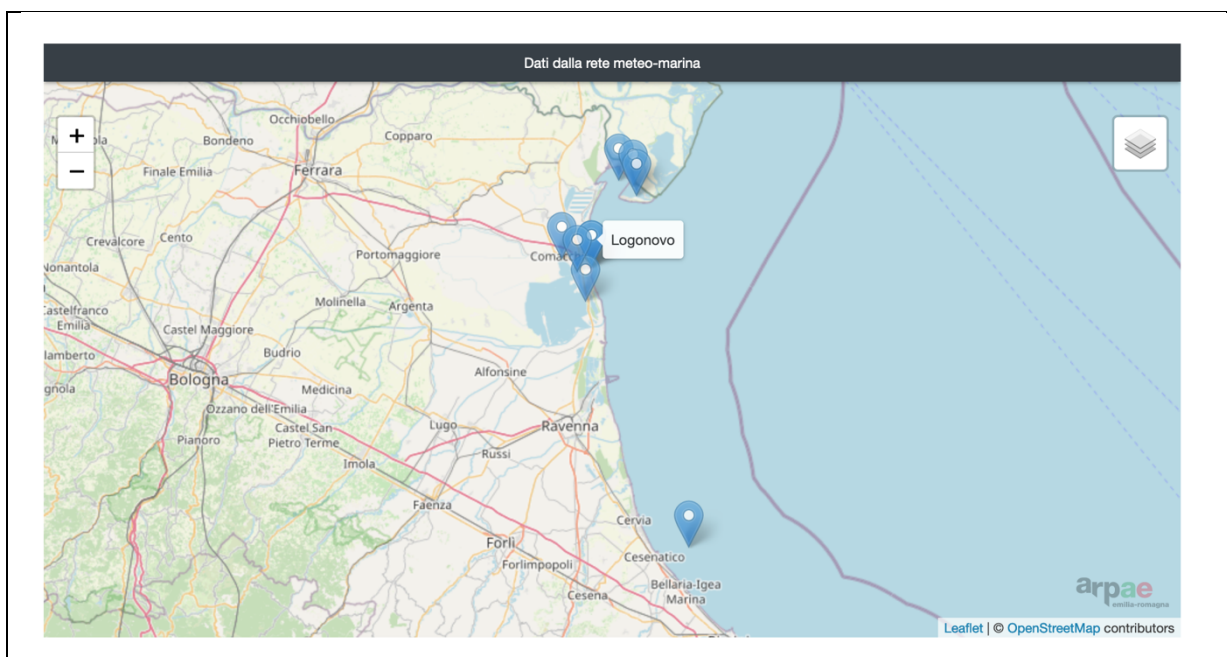 Dati dalla rete meteo-marina
+
−
Occhiobello
Bondeno
Copparo
Finale Emilia
Ferrara
Crevalcore
Cento
Portomaggiore
Logonovo
Nonantola
Molinella
Argenta
Castelfranco
Emilia
Castel Maggiore
Budrio
Alfonsine
Bologna
Medicina
Ozzano dell'Emilia
Castel San
Pietro Terme
Lugo
Ravenna
Pianoro
Russi
Imola
Faenza
Cervia
Forlì
Cesenatico
Forlimpopoli
Cesena
Bellaria-Igea
Marina
arpae
emilia-romagna
Leaflet | © OpenStreetMap contributors